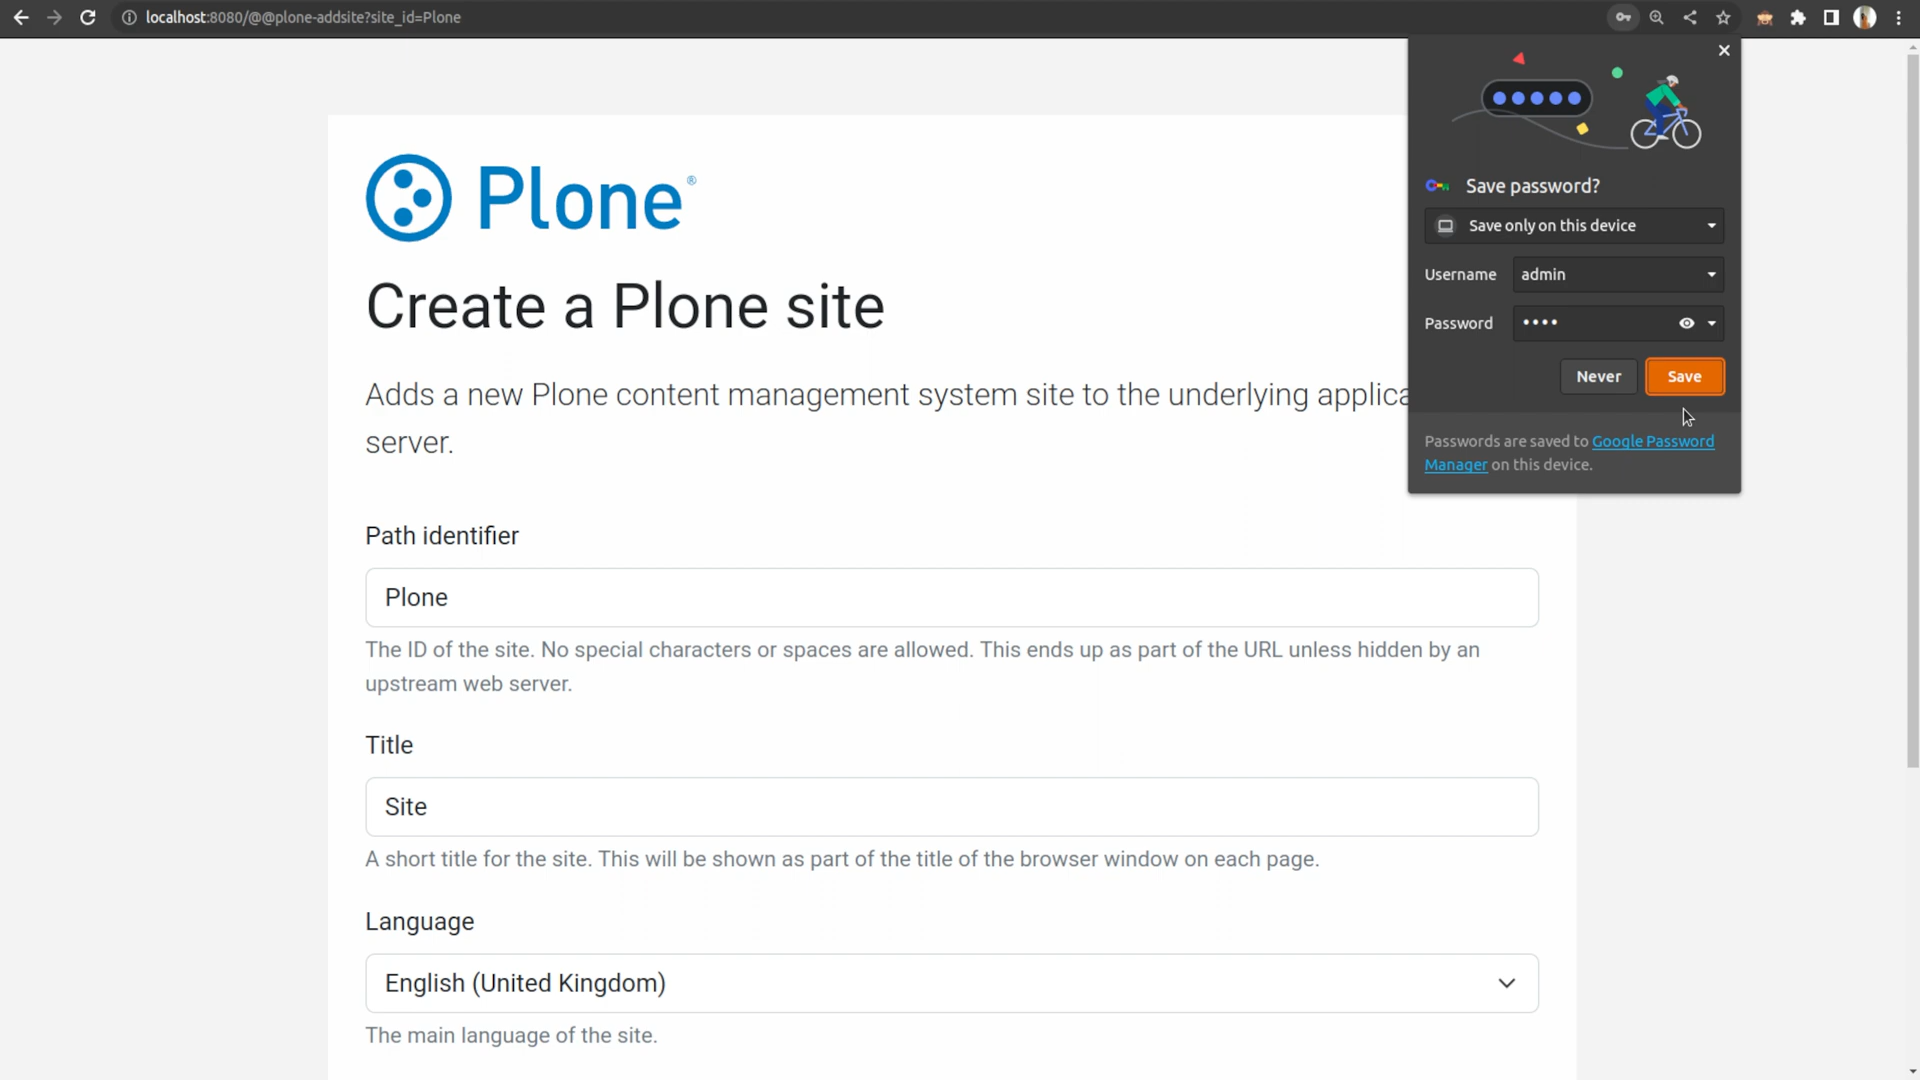 localhost:8080/@@plone-addsite?site_id=Plone
Plone®
Create a Plone site
Adds a new Plone content management system site to the underlying applica
server.
Path identifier
Plone
The ID of the site. No special characters or spaces are allowed. This ends up as part of the URL unless hidden by an
upstream web server.
Title
Site
A short title for the site. This will be shown as part of the title of the browser window on each page.
Language
English (United Kingdom)
The main language of the site.
Save password?
Save only on this device
Username
admin
Password
••••
Never
Save
Passwords are saved to Google Password
Manager on this device.